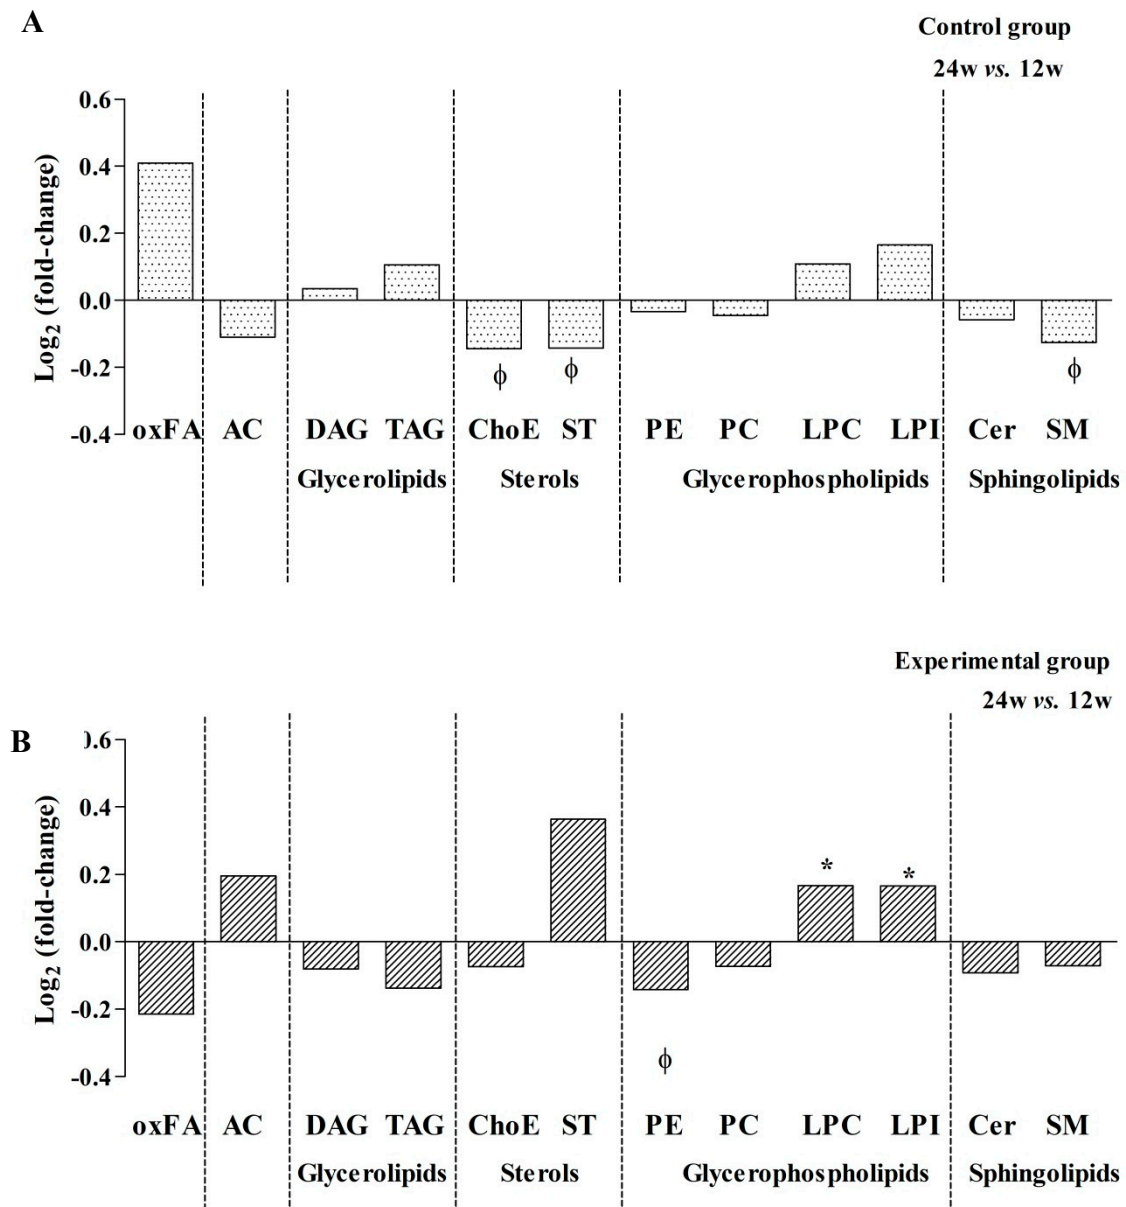 A
Control group
24w vs. 12w
0.6
0.4
0.2
0.0
-0.2
-0.4
Log2 (fold-change)
ϕ ϕ ϕ
oxFA AC DAG TAG ChoE ST PE PC LPC LPI Cer SM
Glycerolipids Sterols Glycerophospholipids Sphingolipids
Experimental group
24w vs. 12w
B
0.6
0.4
0.2
0.0
-0.2
-0.4
Log2 (fold-change)
* *
ϕ
oxFA AC DAG TAG ChoE ST PE PC LPC LPI Cer SM
Glycerolipids Sterols Glycerophospholipids Sphingolipids